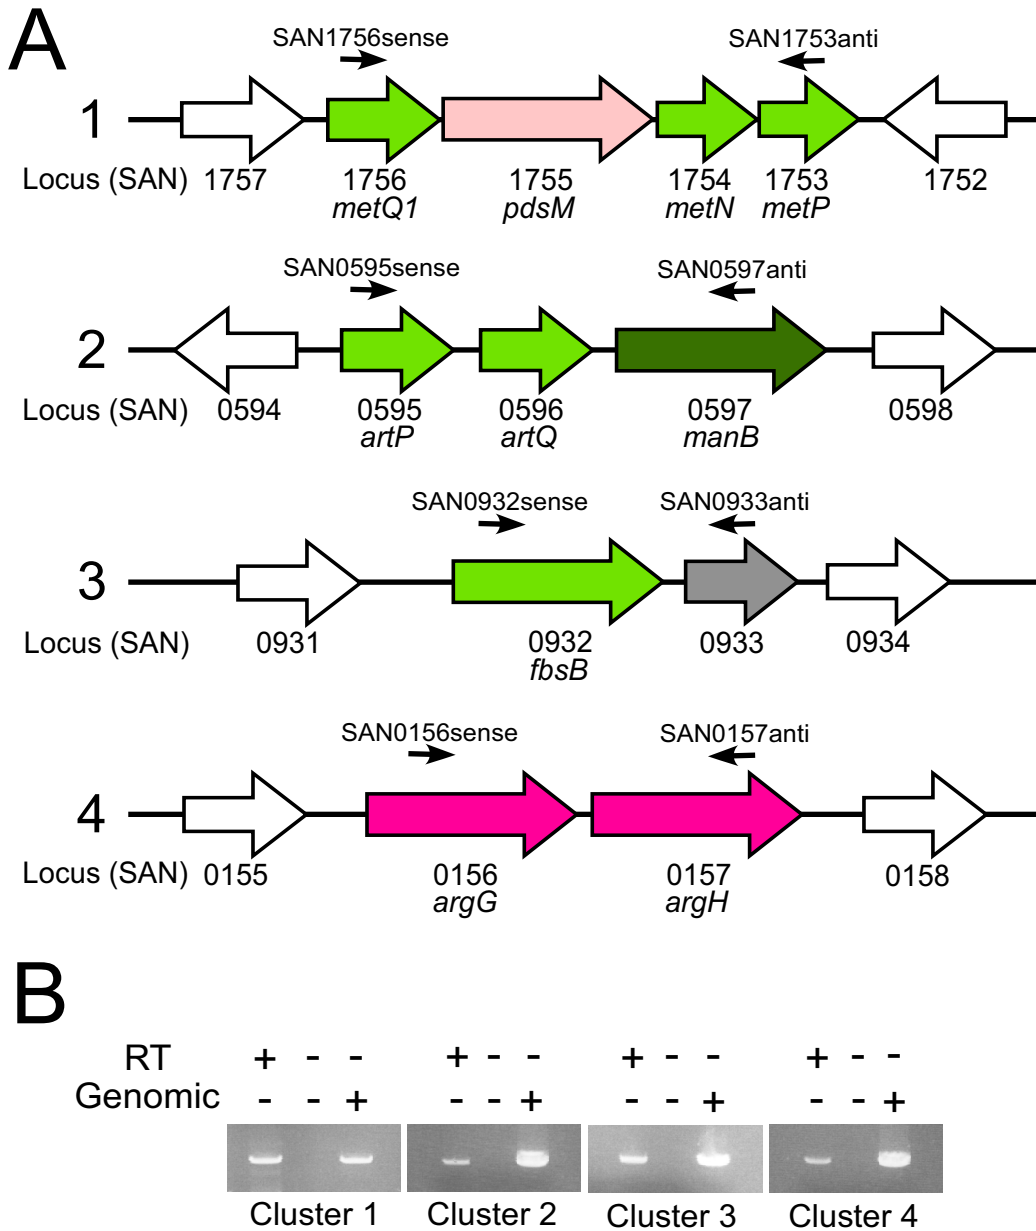 A
SAN1756sense SAN1753anti
1
Locus (SAN) 1757 1756 1755 1754 1753 1752
metQ1 pdsM metN metP
SAN0595sense SAN0597anti
2
Locus (SAN) 0594 0595 0596 0597 0598
artP artQ manB
SAN0932sense SAN0933anti
3
Locus (SAN) 0931 0932 0933 0934
fbsB
SAN0156sense SAN0157anti
4
Locus (SAN) 0155 0156 0157 0158
argG argH
B
RT + - - + - - + - - + - -
Genomic - - + - - + - - + - - +
Cluster 1 Cluster 2 Cluster 3 Cluster 4